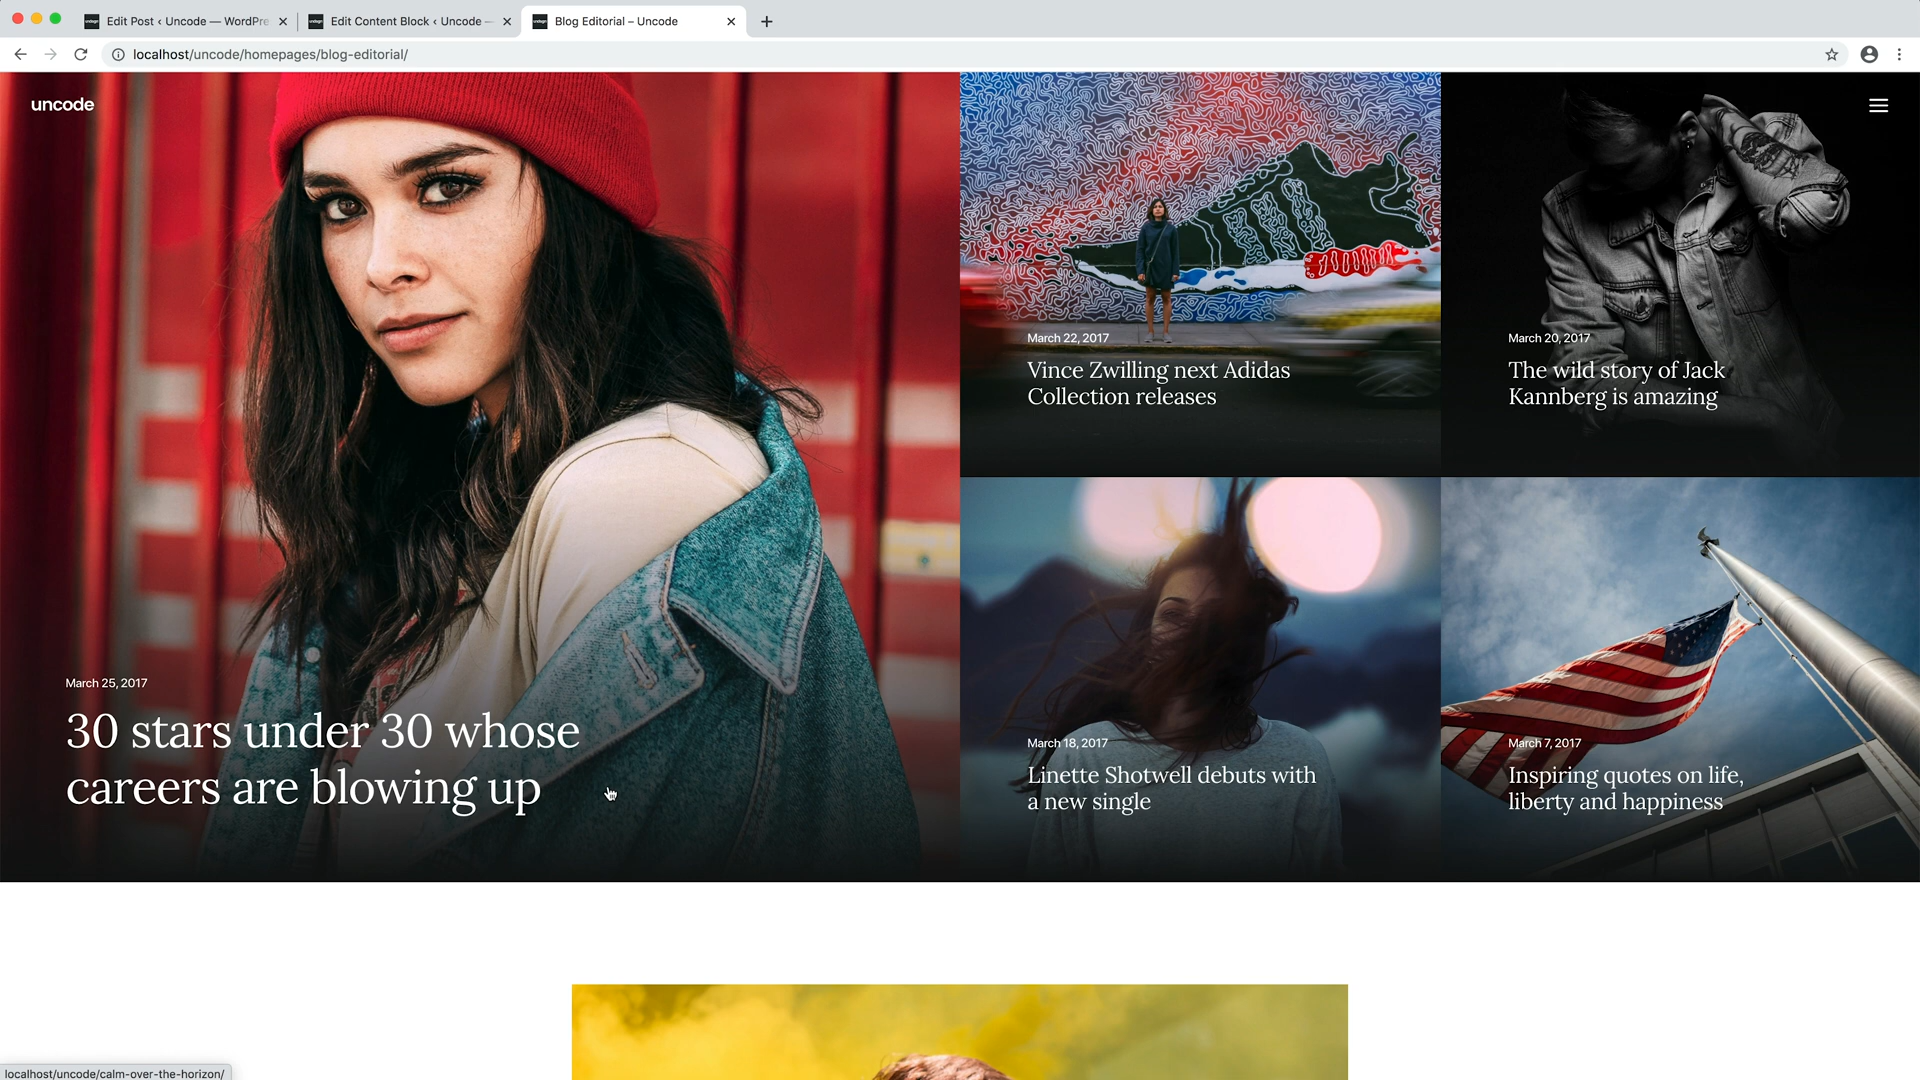 Edit Post ‹ Uncode — WordPre
Edit Content Block ‹ Uncode —
Blog Editorial – Uncode
localhost/uncode/homepages/blog-editorial/
uncode
March 22, 2017
Vince Zwilling next Adidas
Collection releases
March 20, 2017
The wild story of Jack
Kannberg is amazing
March 25, 2017
30 stars under 30 whose
careers are blowing up
March 18, 2017
Linette Shotwell debuts with
a new single
March 7, 2017
Inspiring quotes on life,
liberty and happiness
localhost/uncode/calm-over-the-horizon/